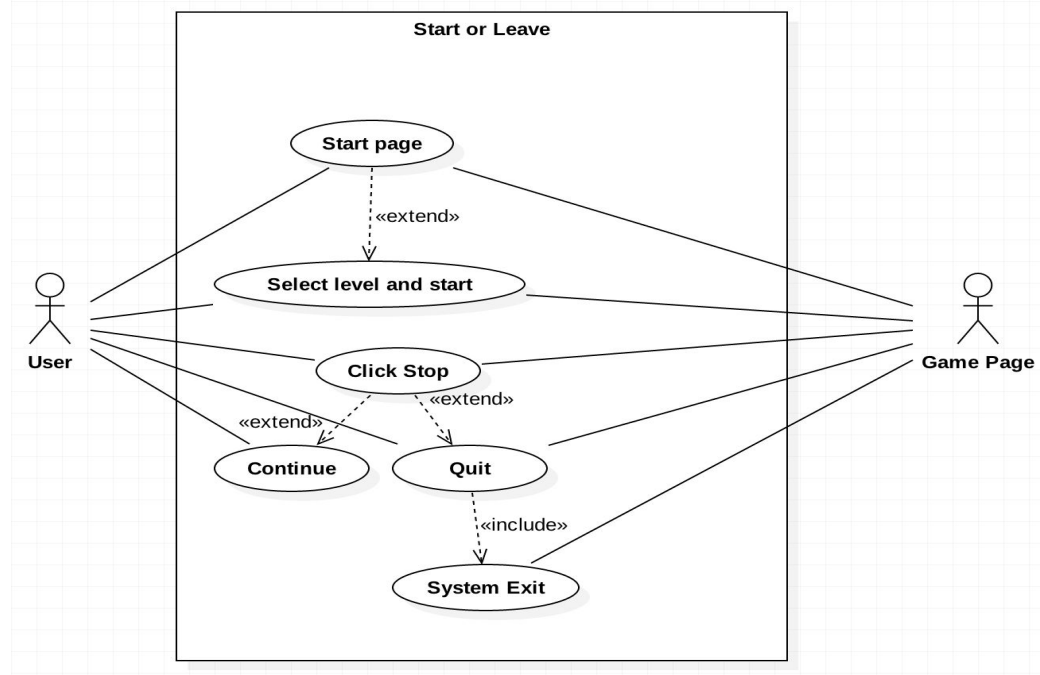 Start or Leave
Start page
«extend»
Select level and start
User
Game Page
Click Stop
«extend»
«extend»
Continue
Quit
«include»
System Exit